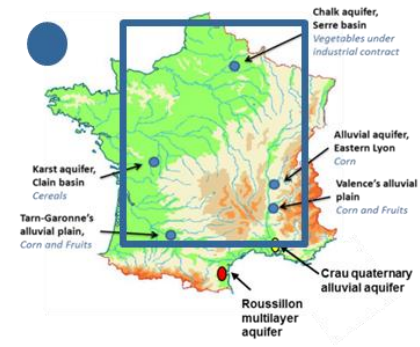 Chalk aquifer,
Serre basin
Vegetables under
industrial contract
Alluvial aquifer,
Eastern Lyon
Corn
Karst aquifer,
Clain basin
Cereals
Valence's alluvial
plain
Corn and Fruits
Tarn-Garonne's
alluvial plain,
Corn and Fruits
Crau quaternary
alluvial aquifer
Roussillon
multilayer
aquifer